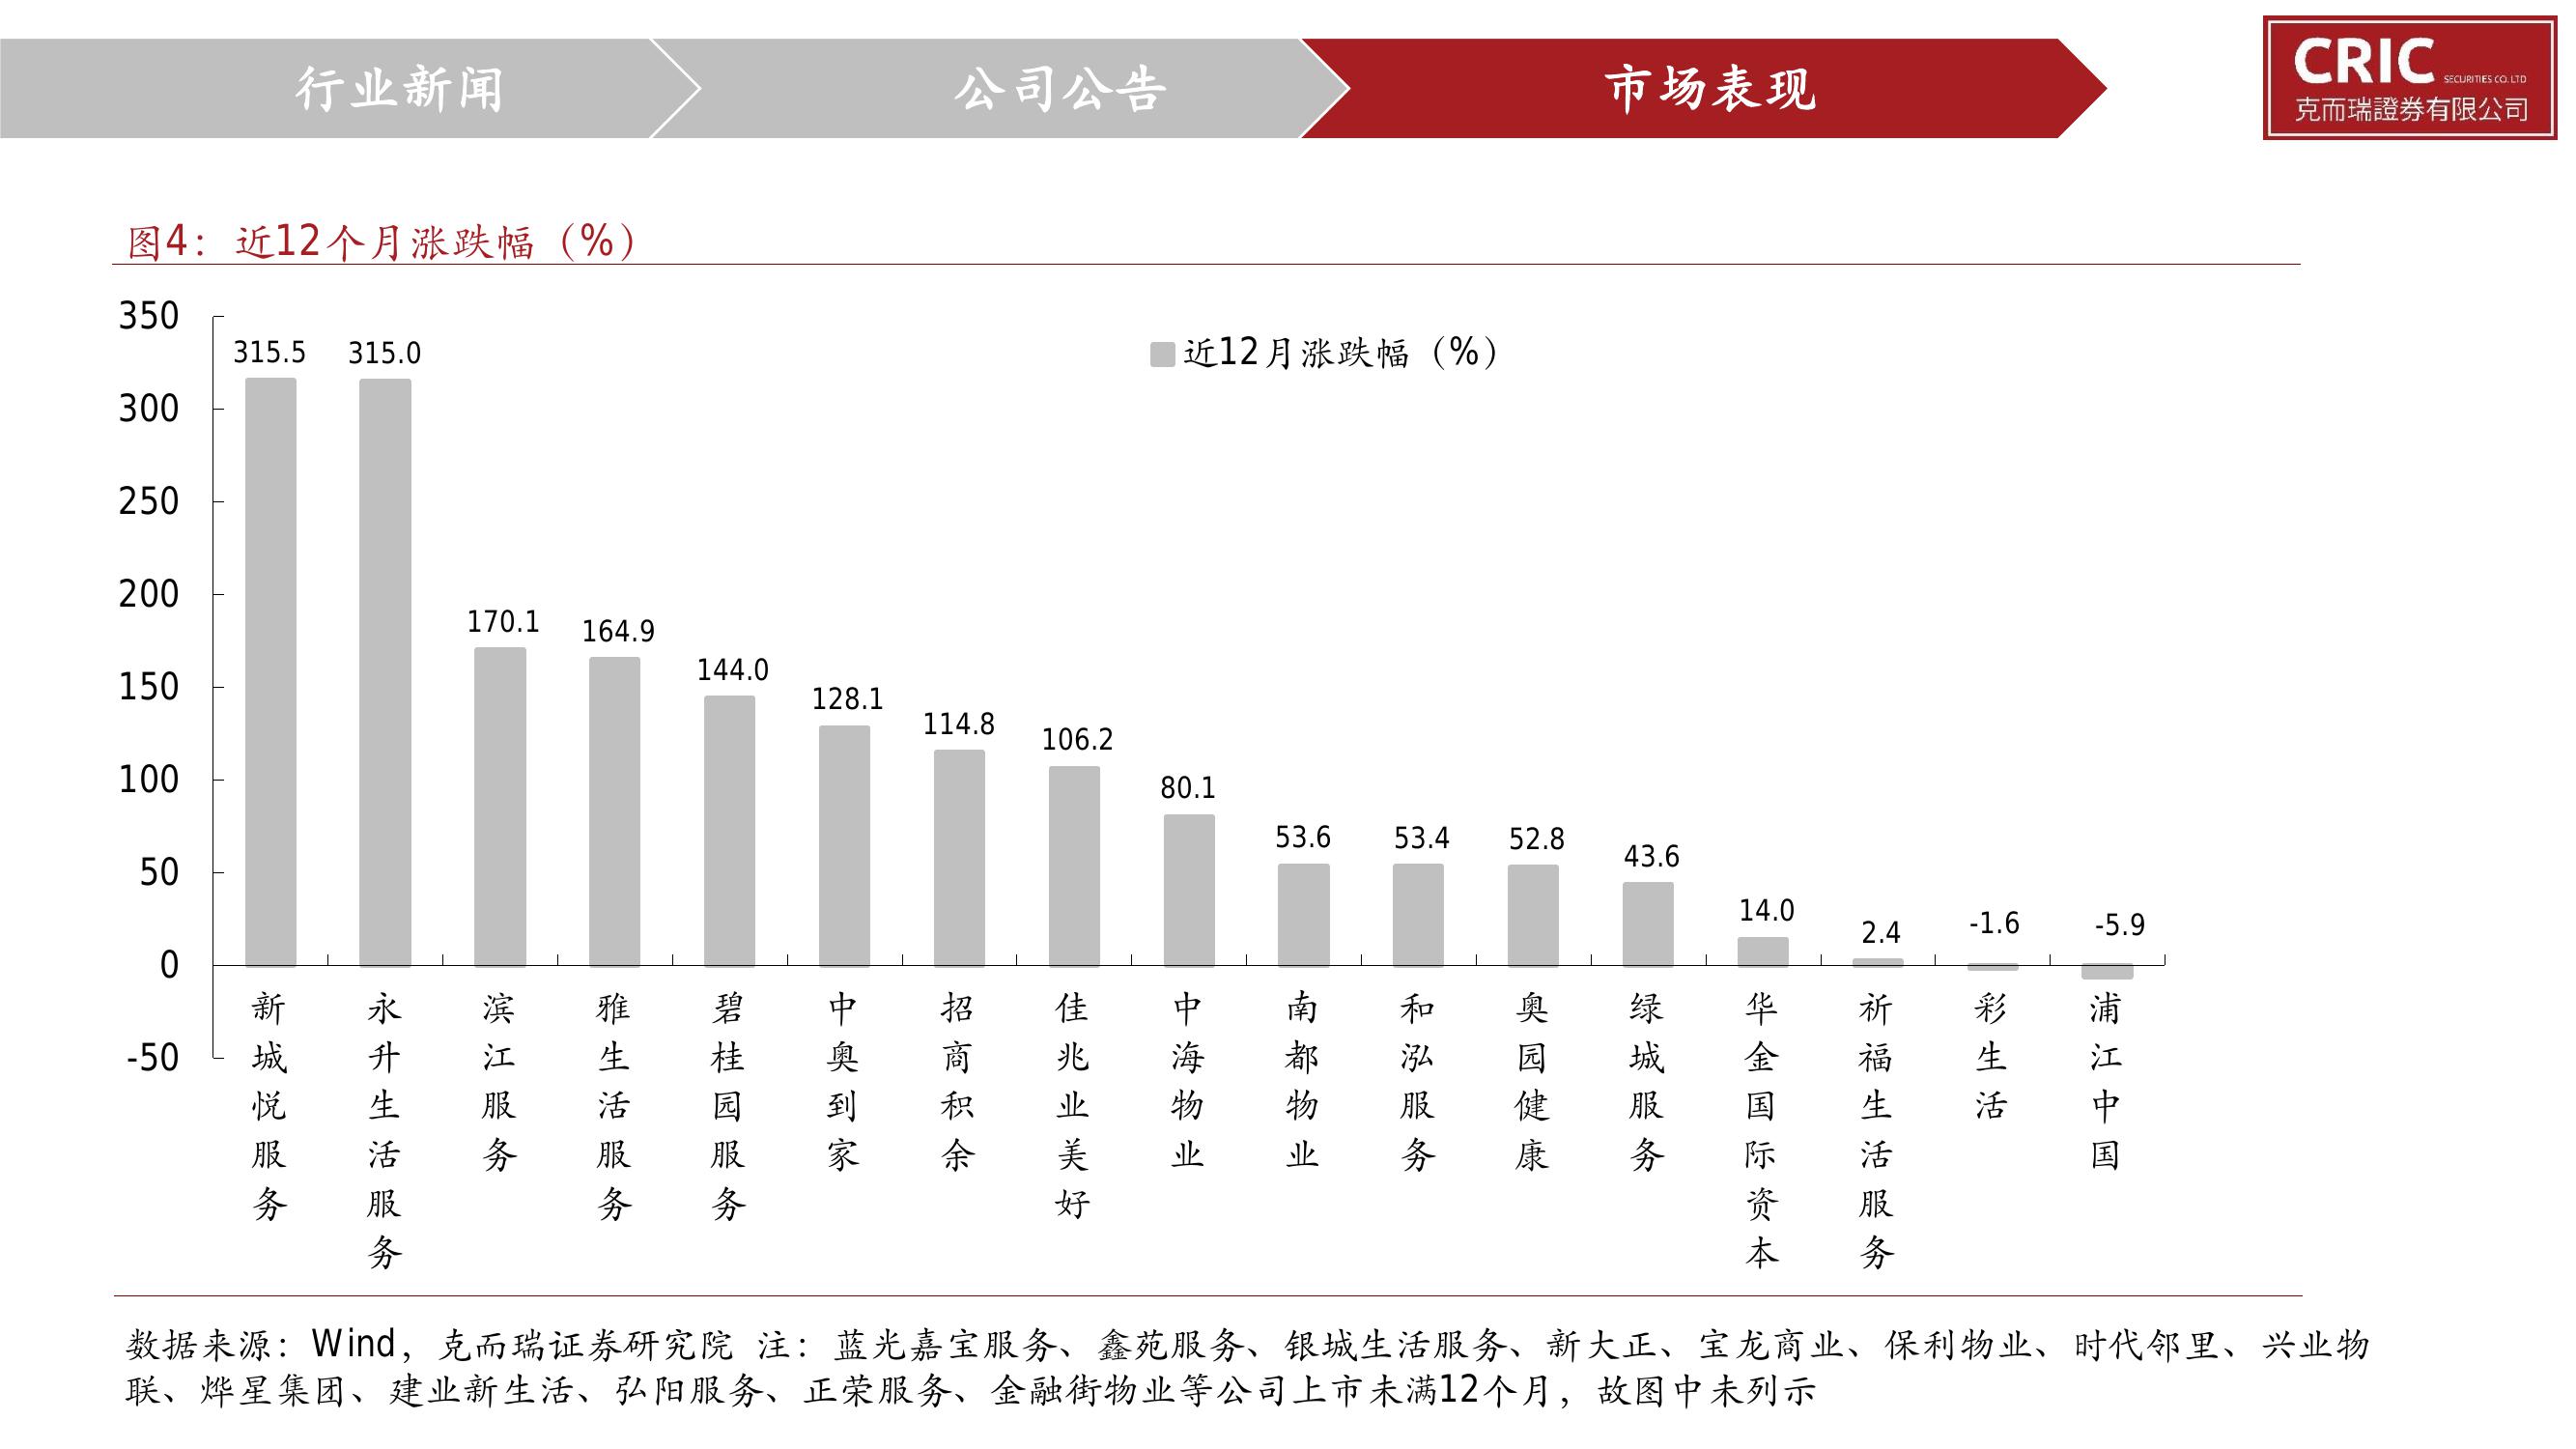 行业新闻
公司公告
市场表现
CRIC
SECURITIES CO. LTD
克而瑞證券有限公司
图4：近12个月涨跌幅（%）
近12月涨跌幅（%）
350
300
250
200
150
100
50
0
-50
315.5
315.0
170.1
164.9
144.0
128.1
114.8
106.2
80.1
53.6
53.4
52.8
43.6
14.0
2.4
-1.6
-5.9
新城悦服务
永升生活服务
滨江服务
雅生活服务
碧桂园服务
中奥到家
招商积余
佳兆业美好
中海物业
南都物业
和泓服务
奥园健康
绿城服务
华金国际资本
祈福生活服务
彩生活
浦江中国
数据来源：Wind，克而瑞证券研究院 注：蓝光嘉宝服务、鑫苑服务、银城生活服务、新大正、宝龙商业、保利物业、时代邻里、兴业物
联、烨星集团、建业新生活、弘阳服务、正荣服务、金融街物业等公司上市未满12个月，故图中未列示